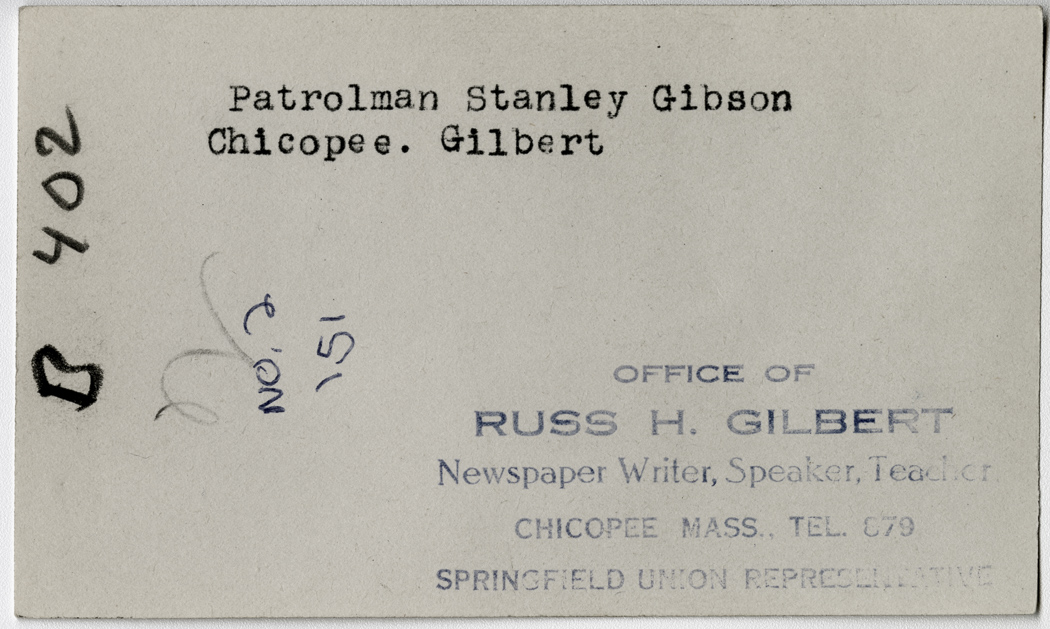 Patrolman Stanley Gibson
Chicopee. Gilbert
B 402
NO. 2
151
OFFICE OF
RUSS H. GILBERT
Newspaper Writer, Speaker, Teacher
CHICOPEE MASS., TEL. 879
SPRINGFIELD UNION REPRESENTATIVE